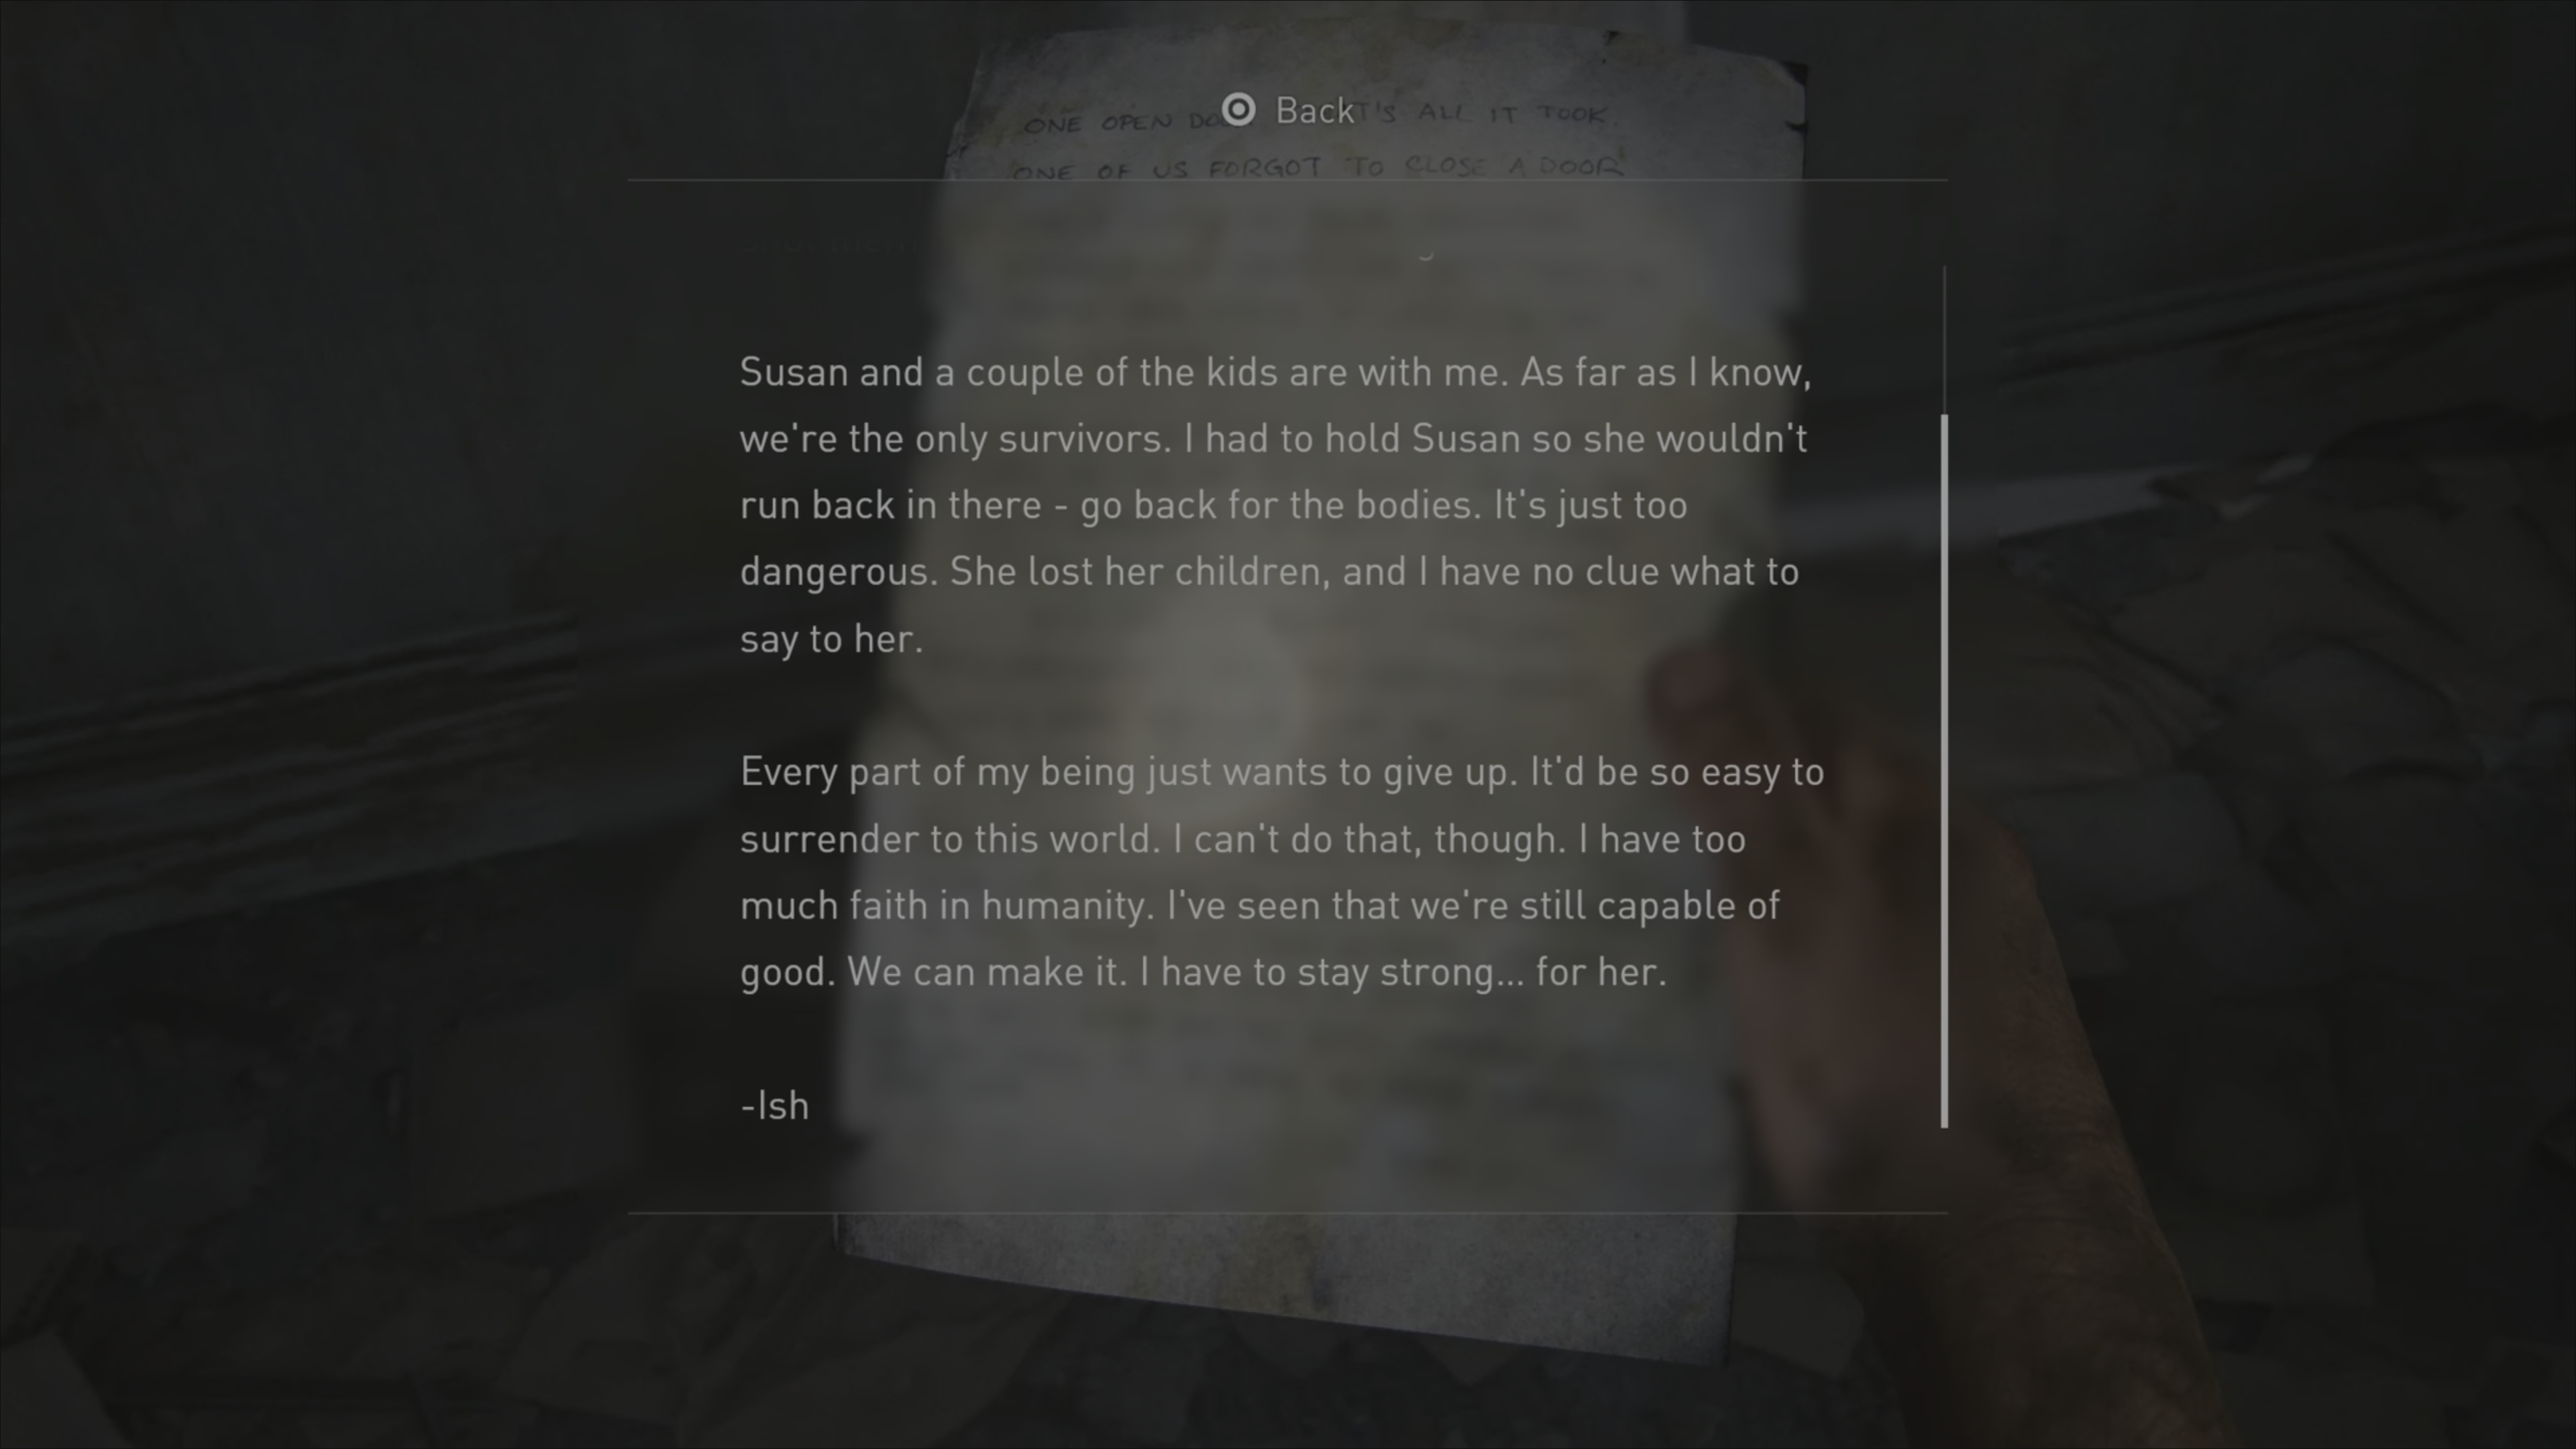 Back
ONE OPEN T'S ALL IT TOOK.
ONE OF US FORGOT TO CLOSE A DOOR
Susan and a couple of the kids are with me. As far as I know,
we're the only survivors. I had to hold Susan so she wouldn't
run back in there - go back for the bodies. It's just too
dangerous. She lost her children, and I have no clue what to
say to her.
Every part of my being just wants to give up. It'd be so easy to
surrender to this world. I can't do that, though. I have too
much faith in humanity. I've seen that we're still capable of
good. We can make it. I have to stay strong... for her.
-Ish